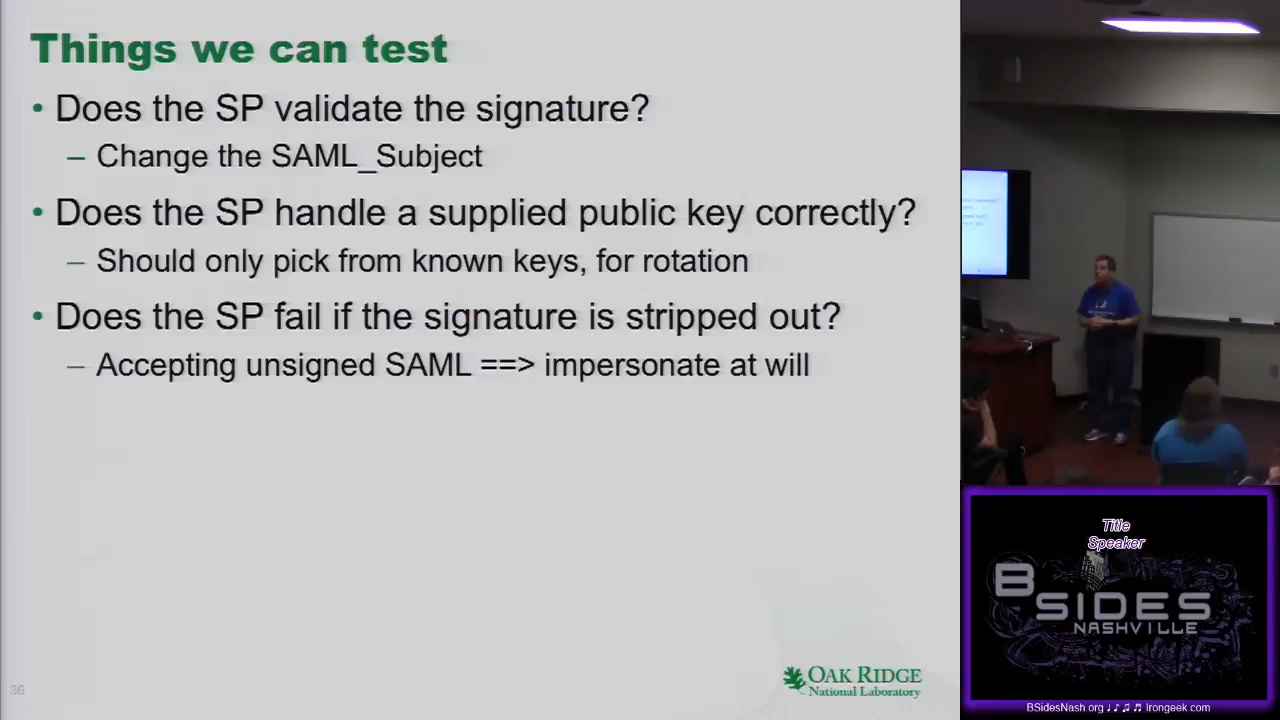 Things we can test
• Does the SP validate the signature?
– Change the SAML_Subject
• Does the SP handle a supplied public key correctly?
– Should only pick from known keys, for rotation
• Does the SP fail if the signature is stripped out?
– Accepting unsigned SAML ==> impersonate at will
36
OAK RIDGE
National Laboratory
Title
Speaker
BSIDES
NASHVILLE
BSidesNash.org ♩ ♪ ♫ ♬ Irongeek.com